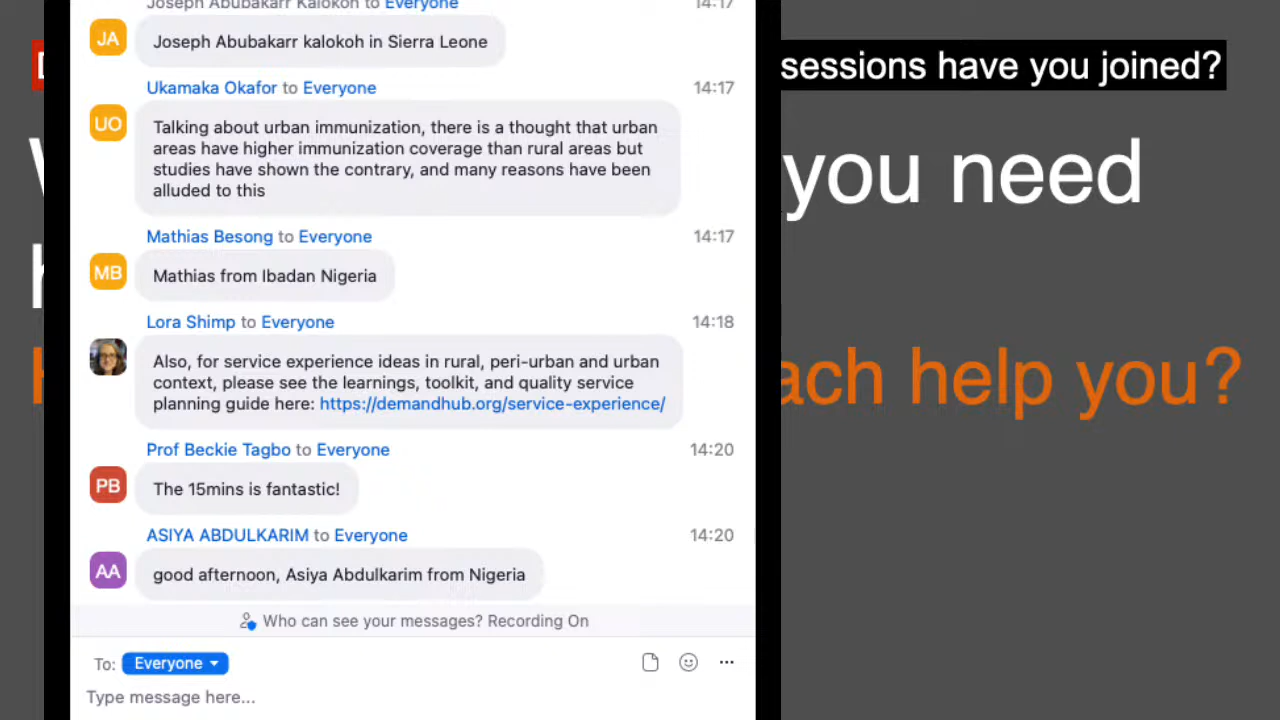 Joseph Abubakarr Kalokoh to Everyone 14:17
JA
Joseph Abubakarr kalokoh in Sierra Leone
Ukamaka Okafor to Everyone 14:17
UO
Talking about urban immunization, there is a thought that urban
areas have higher immunization coverage than rural areas but
studies have shown the contrary, and many reasons have been
alluded to this
Mathias Besong to Everyone 14:17
MB
Mathias from Ibadan Nigeria
Lora Shimp to Everyone 14:18
Also, for service experience ideas in rural, peri-urban and urban
context, please see the learnings, toolkit, and quality service
planning guide here: https://demandhub.org/service-experience/
Prof Beckie Tagbo to Everyone 14:20
PB
The 15mins is fantastic!
ASIYA ABDULKARIM to Everyone 14:20
AA
good afternoon, Asiya Abdulkarim from Nigeria
Who can see your messages? Recording On
To: Everyone
Type message here...
sessions have you joined?
you need
ach help you?